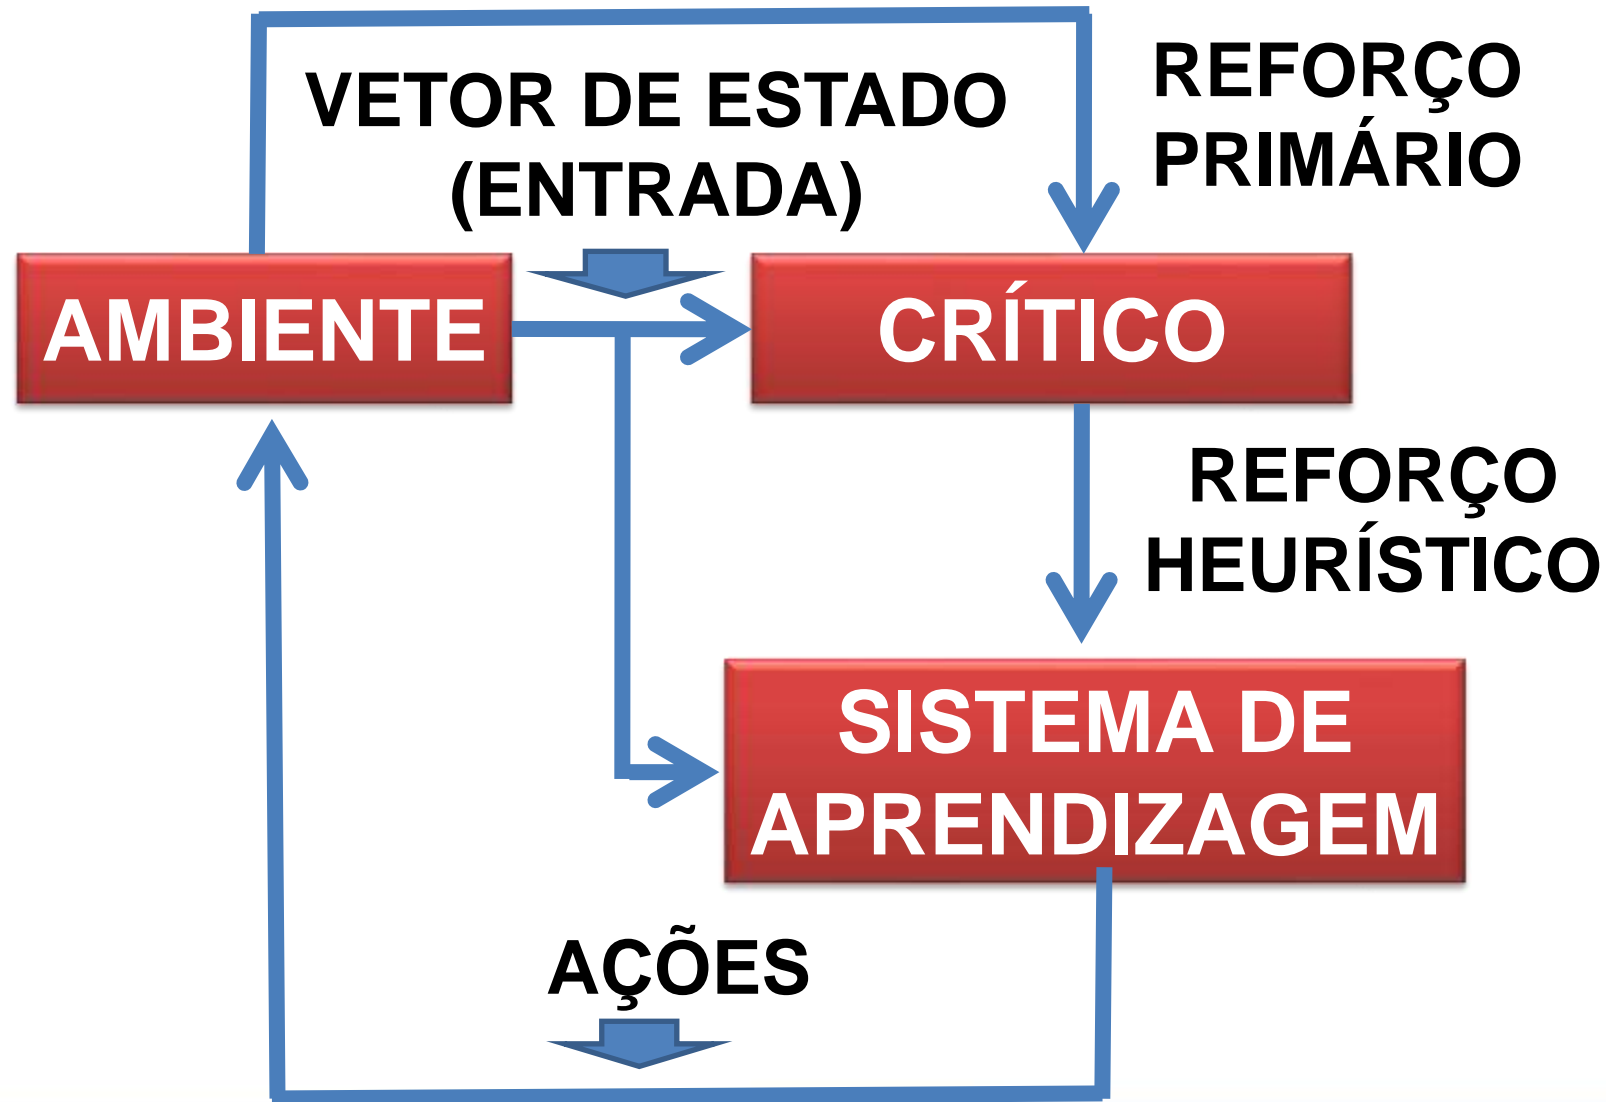 VETOR DE ESTADO
(ENTRADA)
REFORÇO
PRIMÁRIO
AMBIENTE
CRÍTICO
REFORÇO
HEURÍSTICO
SISTEMA DE
APRENDIZAGEM
AÇÕES